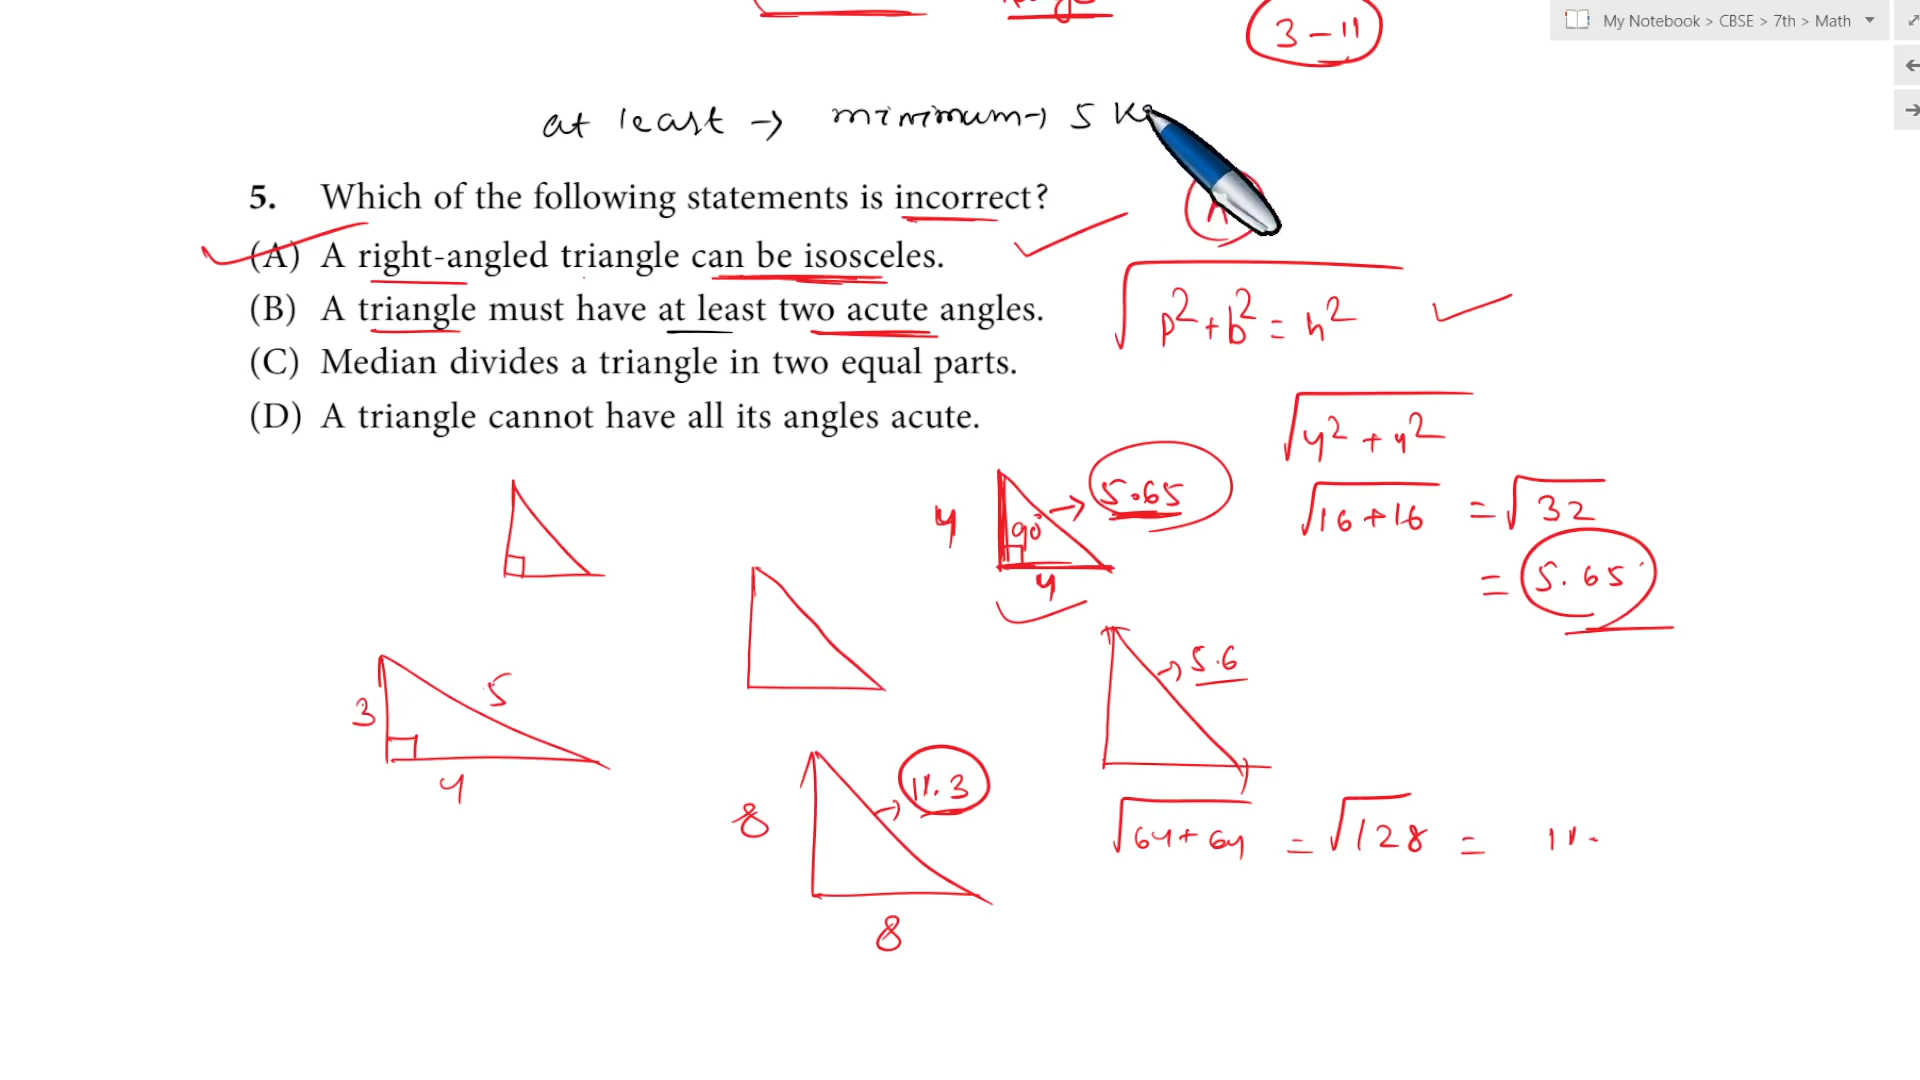 3 - 11
My Notebook > CBSE > 7th > Math
at least → minimum → 5
5. Which of the following statements is incorrect?
(A) A right-angled triangle can be isosceles.
(B) A triangle must have at least two acute angles.
(C) Median divides a triangle in two equal parts.
(D) A triangle cannot have all its angles acute.
p² + b² = h²
√4² + 4²
√16 + 16 = √32
= 5.65
4 90° → 5.65
4
3 5
4
→ 5.6
8 → 11.3
8
√64 + 64 = √128 = 11.